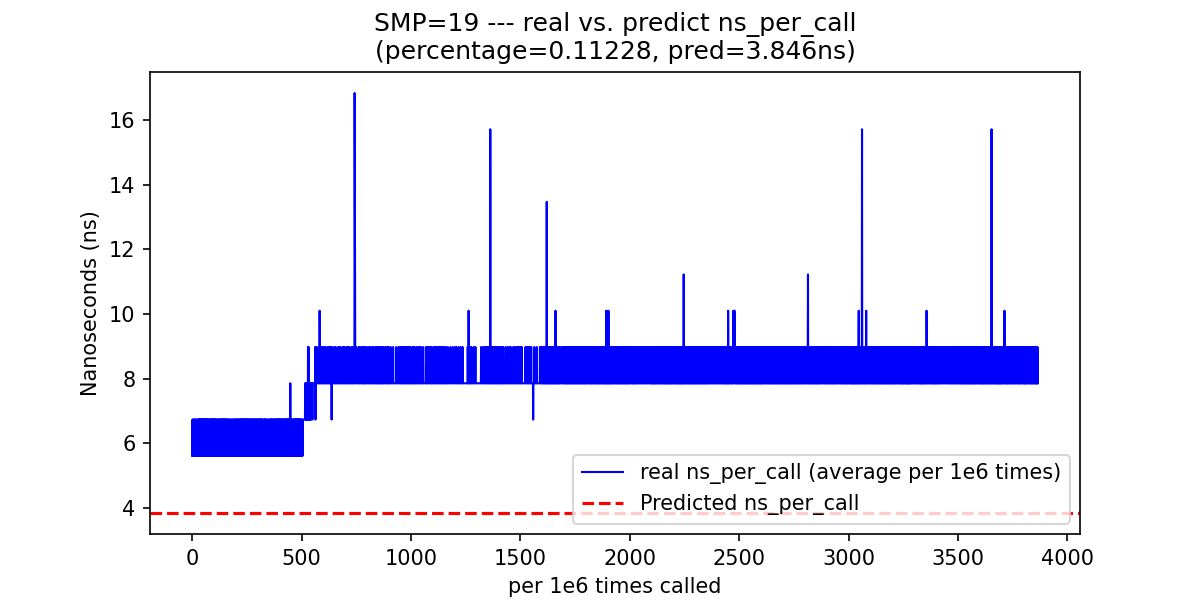 SMP=19 --- real vs. predict ns_per_call
(percentage=0.11228, pred=3.846ns)
Nanoseconds (ns)
16
14
12
10
8
6
4
real ns_per_call (average per 1e6 times)
Predicted ns_per_call
0 500 1000 1500 2000 2500 3000 3500 4000
per 1e6 times called